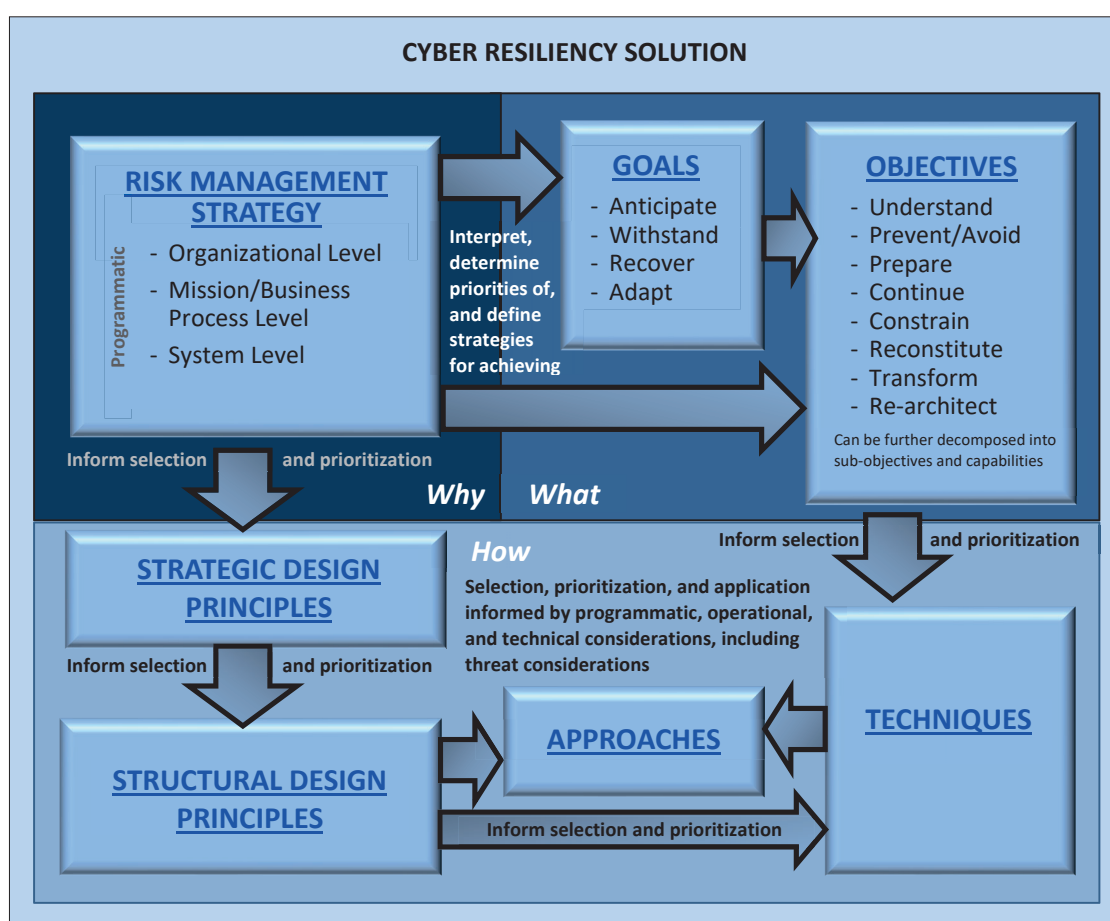 CYBER RESILIENCY SOLUTION
RISK MANAGEMENT
STRATEGY
Programmatic
- Organizational Level
- Mission/Business
Process Level
- System Level
Interpret,
determine
priorities of,
and define
strategies
for achieving
GOALS
- Anticipate
- Withstand
- Recover
- Adapt
OBJECTIVES
- Understand
- Prevent/Avoid
- Prepare
- Continue
- Constrain
- Reconstitute
- Transform
- Re-architect
Can be further decomposed into
sub-objectives and capabilities
Inform selection and prioritization
Why
What
How
Inform selection and prioritization
STRATEGIC DESIGN
PRINCIPLES
Selection, prioritization, and application
informed by programmatic, operational,
and technical considerations, including
threat considerations
Inform selection and prioritization
STRUCTURAL DESIGN
PRINCIPLES
APPROACHES
TECHNIQUES
Inform selection and prioritization